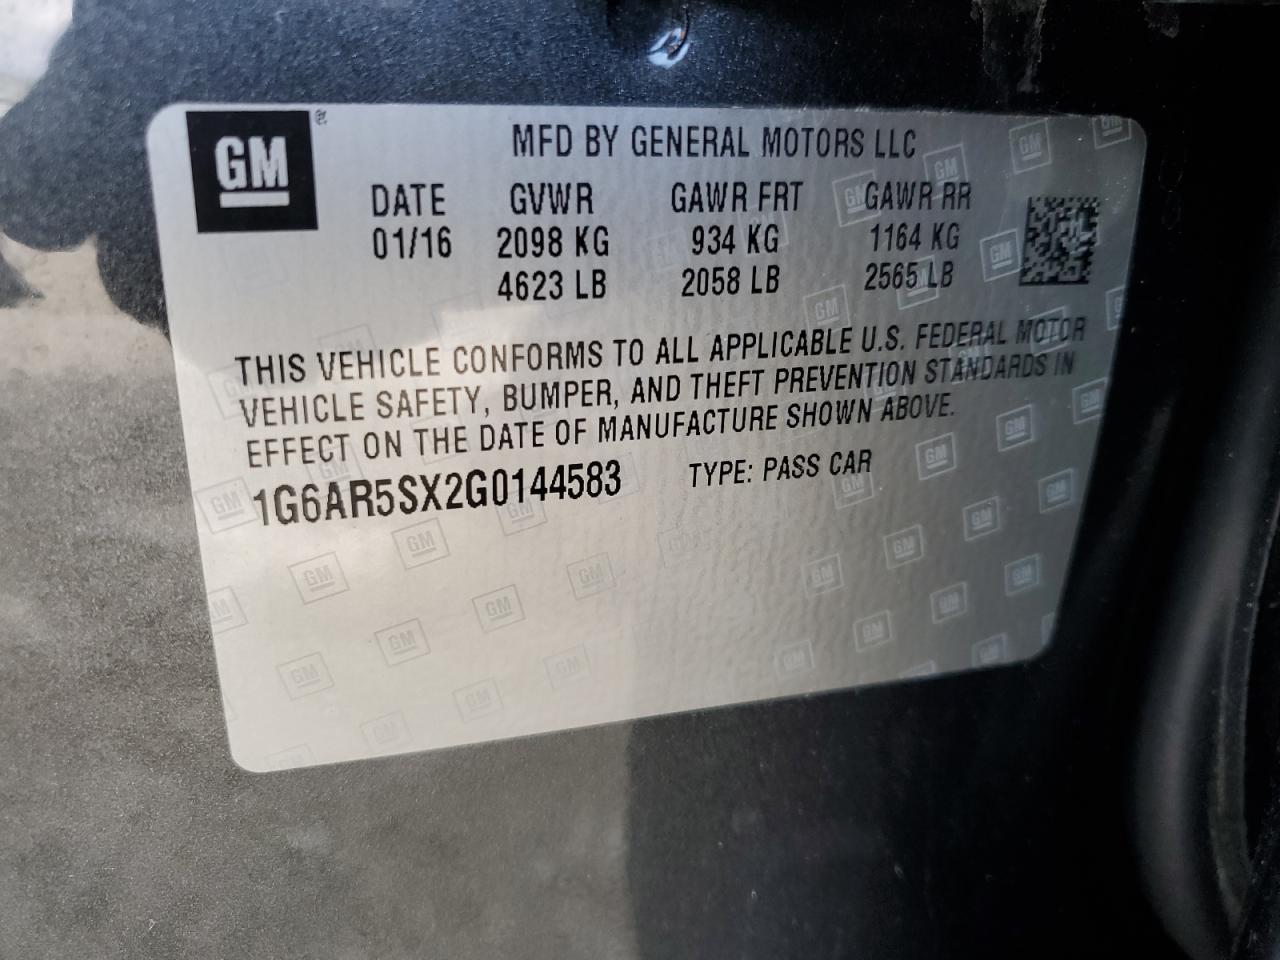 GM
MFD BY GENERAL MOTORS LLC
DATE GVWR GAWR FRT GAWR RR
01/16 2098 KG 934 KG 1164 KG
4623 LB 2058 LB 2565 LB
THIS VEHICLE CONFORMS TO ALL APPLICABLE U.S. FEDERAL MOTOR
VEHICLE SAFETY, BUMPER, AND THEFT PREVENTION STANDARDS IN
EFFECT ON THE DATE OF MANUFACTURE SHOWN ABOVE.
1G6AR5SX2G0144583 TYPE: PASS CAR